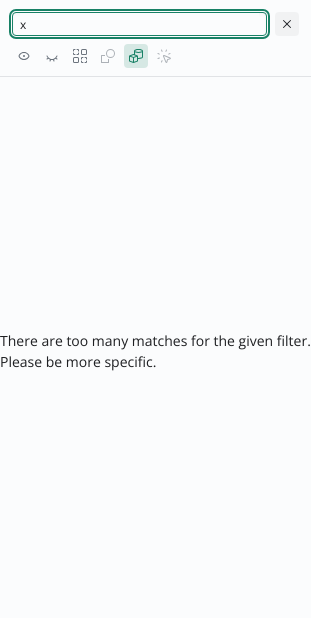 x
There are too many matches for the given filter.
Please be more specific.